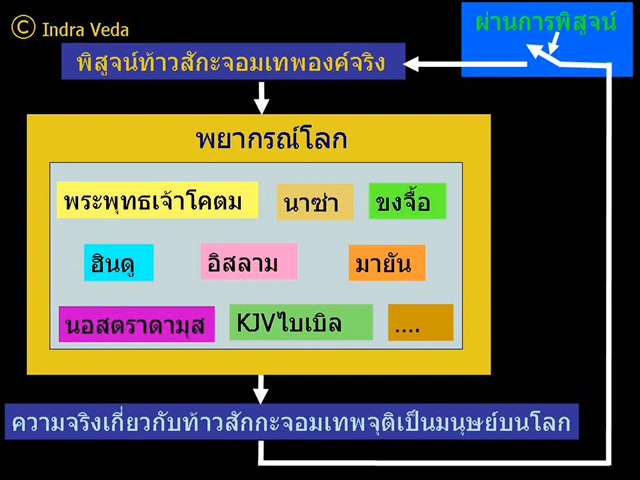 © Indra Veda
ผ่านการพิสูจน์
พิสูจน์ท้าวสักะจอมเทพองค์จริง
พยากรณ์โลก
พระพุทธเจ้าโคตม
นาซ่า
ขงจื้อ
ฮินดู
อิสลาม
มายัน
นอสตราดามุส
KJVไบเบิล
....
ความจริงเกี่ยวกับท้าวสักกะจอมเทพจุติเป็นมนุษย์บนโลก